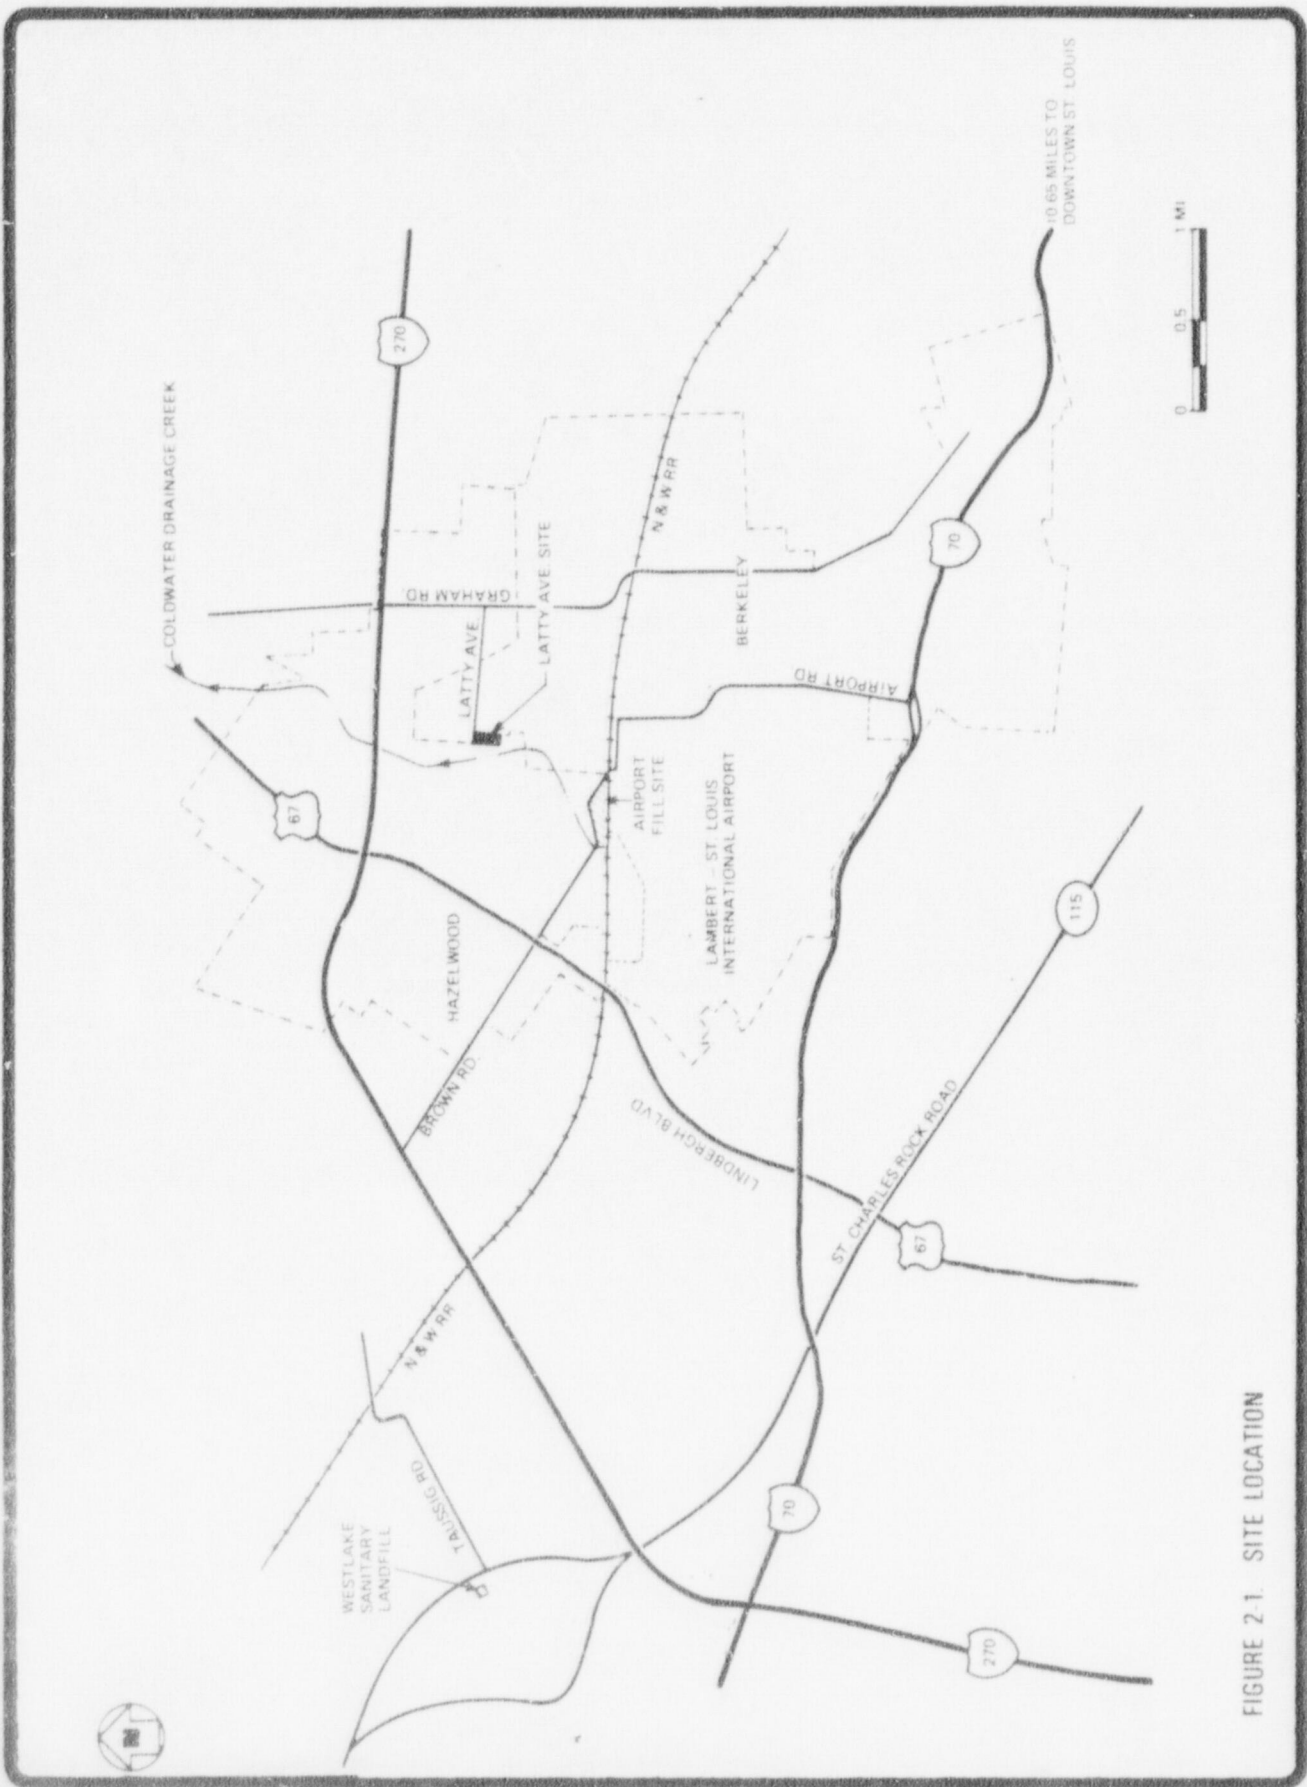 COLDWATER DRAINAGE CREEK
270
67
GRAHAM RD.
LATTY AVE.
LATTY AVE SITE
N & W RR
HAZELWOOD
BROWN RD.
AIRPORT
FILL SITE
BERKELEY
AIRPORT RD
LAMBERT - ST. LOUIS
INTERNATIONAL AIRPORT
70
10.65 MILES TO
DOWNTOWN ST. LOUIS
N & W RR
WESTLAKE
SANITARY
LANDFILL
TAUSSIG RD
LINDBERGH BLVD
ST. CHARLES ROCK ROAD
115
67
70
270
N
0 0.5 1 MI
FIGURE 2-1. SITE LOCATION